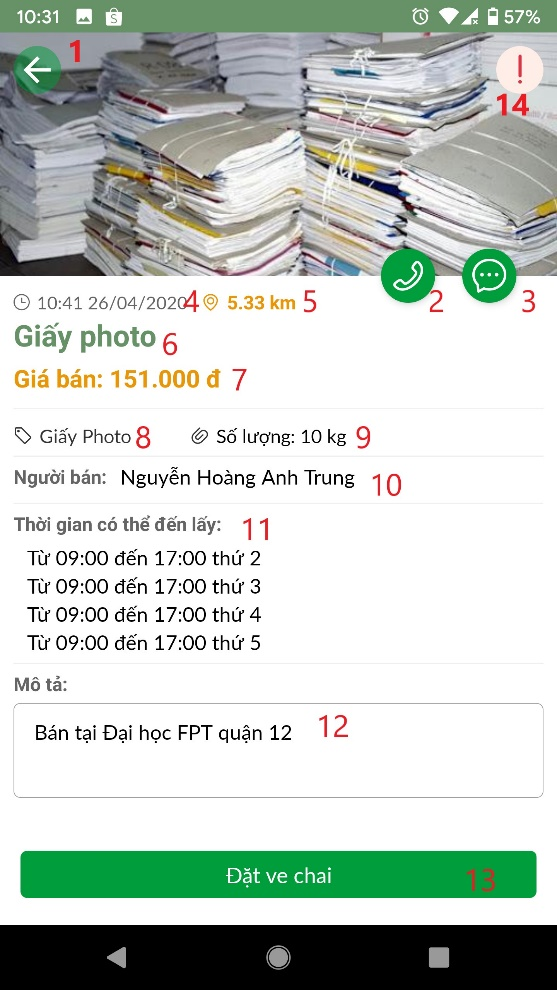 10:31 57%
1
!
14
2 3
10:41 26/04/2020 4 5.33 km 5
Giấy photo 6
Giá bán: 151.000 đ 7
Giấy Photo 8 Số lượng: 10 kg 9
Người bán: Nguyễn Hoàng Anh Trung 10
Thời gian có thể đến lấy: 11
Từ 09:00 đến 17:00 thứ 2
Từ 09:00 đến 17:00 thứ 3
Từ 09:00 đến 17:00 thứ 4
Từ 09:00 đến 17:00 thứ 5
Mô tả:
Bán tại Đại học FPT quận 12 12
Đặt ve chai 13